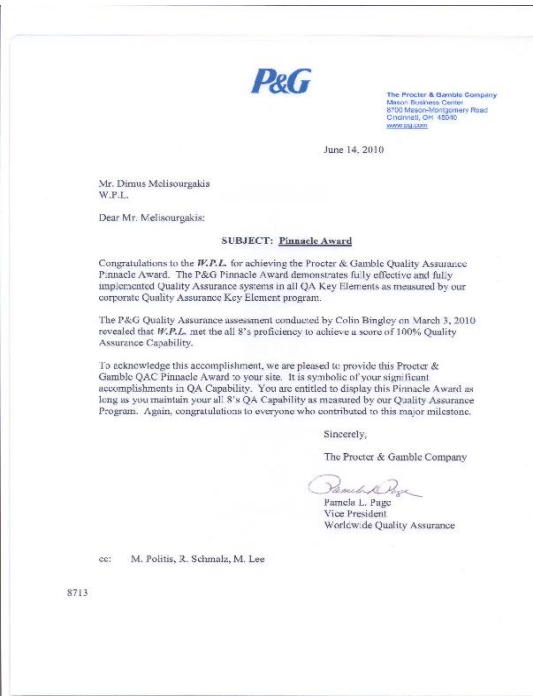 P&G
The Procter & Gamble Company
Mason Business Center
8700 Mason-Montgomery Road
Cincinnati, OH 45040
www.pg.com
June 14, 2010
Mr. Dimus Melisourgakis
W.P.L.
Dear Mr. Melisourgakis:
SUBJECT: Pinnacle Award
Congratulations to the W.P.L. for achieving the Procter & Gamble Quality Assurance
Pinnacle Award. The P&G Pinnacle Award demonstrates fully effective and fully
implemented Quality Assurance systems in all QA Key Elements as measured by our
corporate Quality Assurance Key Element program.
The P&G Quality Assurance assessment conducted by Colin Bingley on March 3, 2010
revealed that W.P.L. met the all 8's proficiency to achieve a score of 100% Quality
Assurance Capability.
To acknowledge this accomplishment, we are pleased to provide this Procter &
Gamble QAC Pinnacle Award to your site. It is symbolic of your significant
accomplishments in QA Capability. You are entitled to display this Pinnacle Award as
long as you maintain your all 8's QA Capability as measured by our Quality Assurance
Program. Again, congratulations to everyone who contributed to this major milestone.
Sincerely,
The Procter & Gamble Company
Pamela L. Page
Pamela L. Page
Vice President
Worldwide Quality Assurance
cc: M. Politis, R. Schmalz, M. Lee
8713